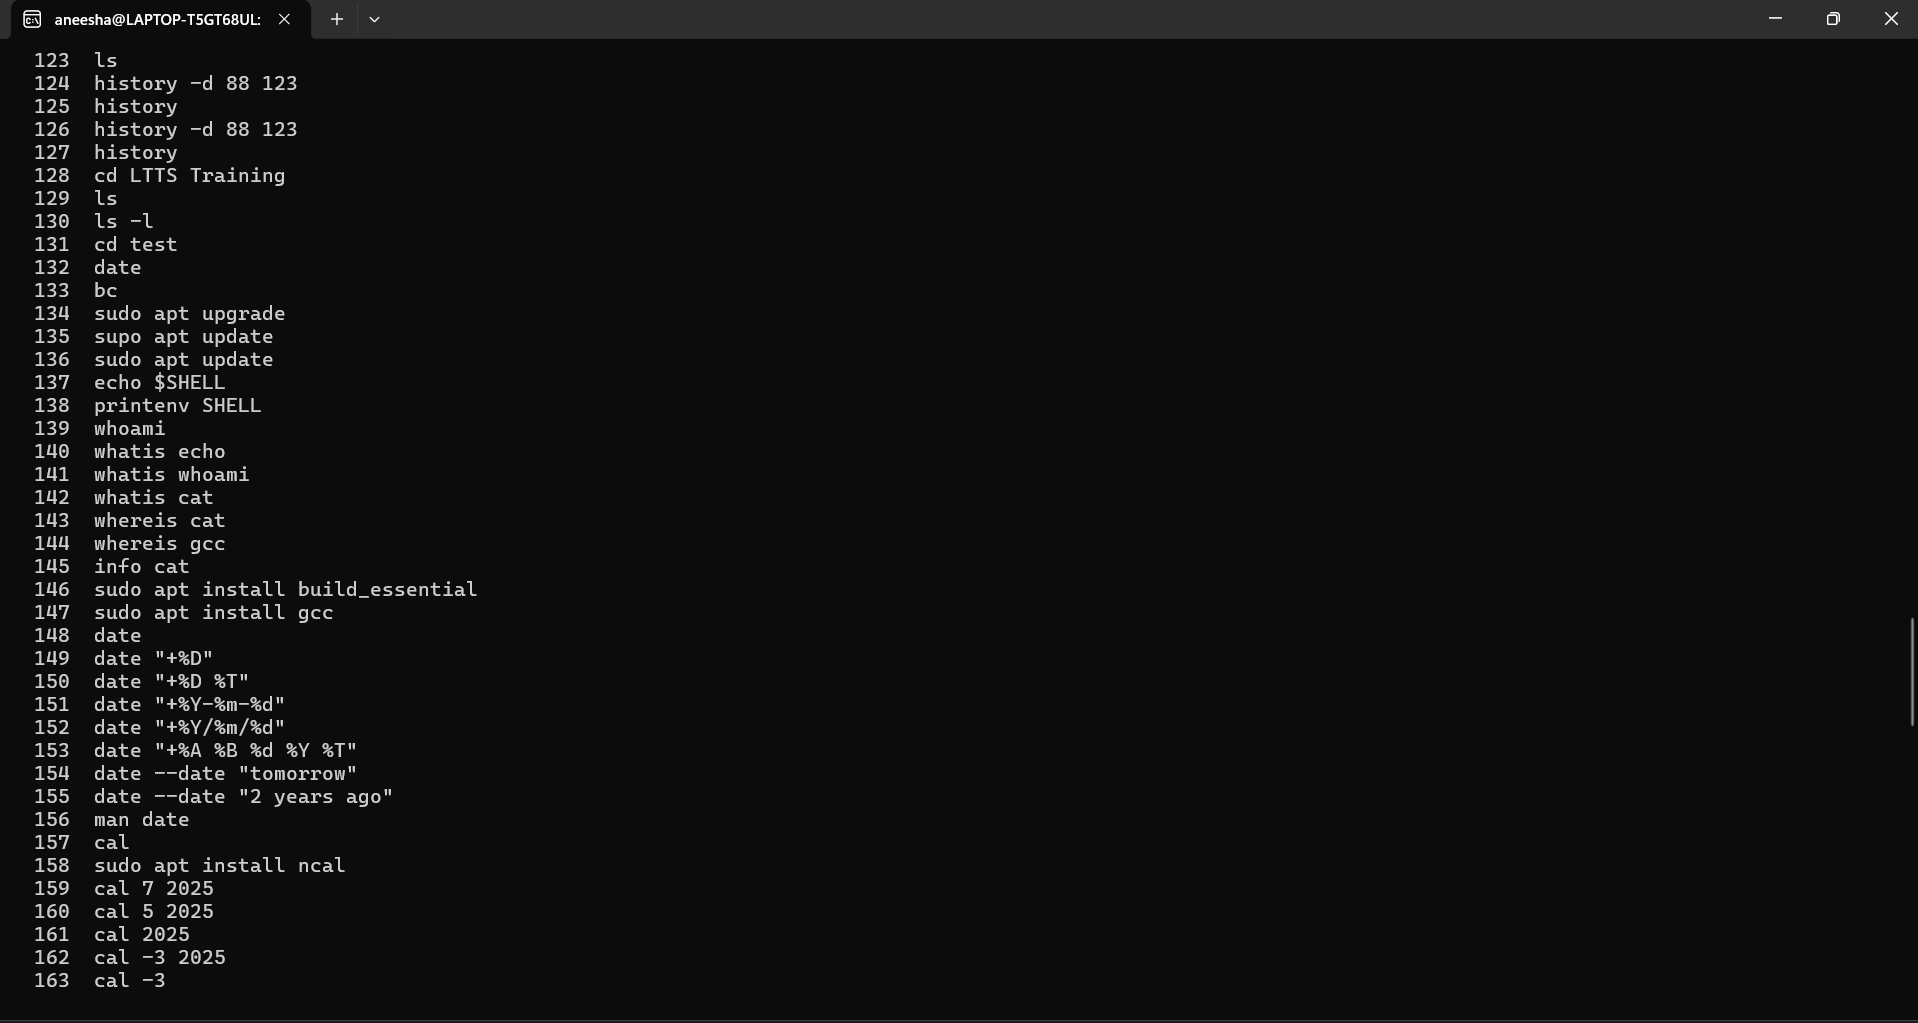 aneesha@LAPTOP-T5GT68UL:
123 ls
124 history -d 88 123
125 history
126 history -d 88 123
127 history
128 cd LTTS Training
129 ls
130 ls -l
131 cd test
132 date
133 bc
134 sudo apt upgrade
135 supo apt update
136 sudo apt update
137 echo $SHELL
138 printenv SHELL
139 whoami
140 whatis echo
141 whatis whoami
142 whatis cat
143 whereis cat
144 whereis gcc
145 info cat
146 sudo apt install build_essential
147 sudo apt install gcc
148 date
149 date "+%D"
150 date "+%D %T"
151 date "+%Y-%m-%d"
152 date "+%Y/%m/%d"
153 date "+%A %B %d %Y %T"
154 date --date "tomorrow"
155 date --date "2 years ago"
156 man date
157 cal
158 sudo apt install ncal
159 cal 7 2025
160 cal 5 2025
161 cal 2025
162 cal -3 2025
163 cal -3